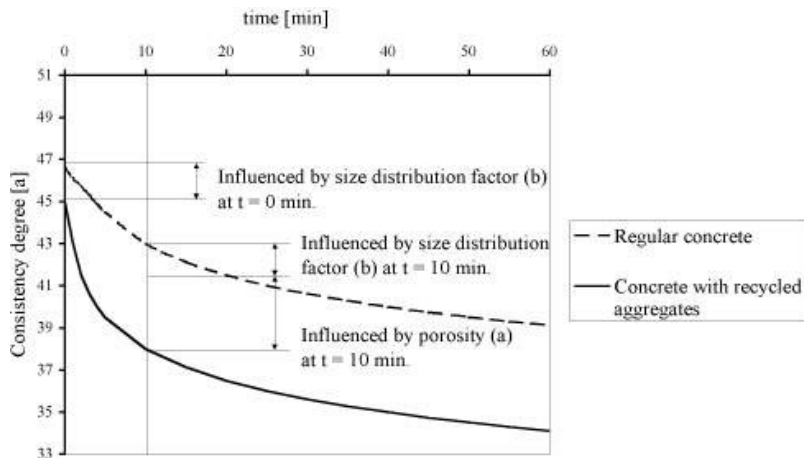 time [min]
0 10 20 30 40 50 60
51
49
47
45
43
41
39
37
35
33
Consistency degree [a]
Influenced by size distribution factor (b)
at t = 0 min.
Influenced by size distribution
factor (b) at t = 10 min.
Influenced by porosity (a)
at t = 10 min.
Regular concrete
Concrete with recycled
aggregates